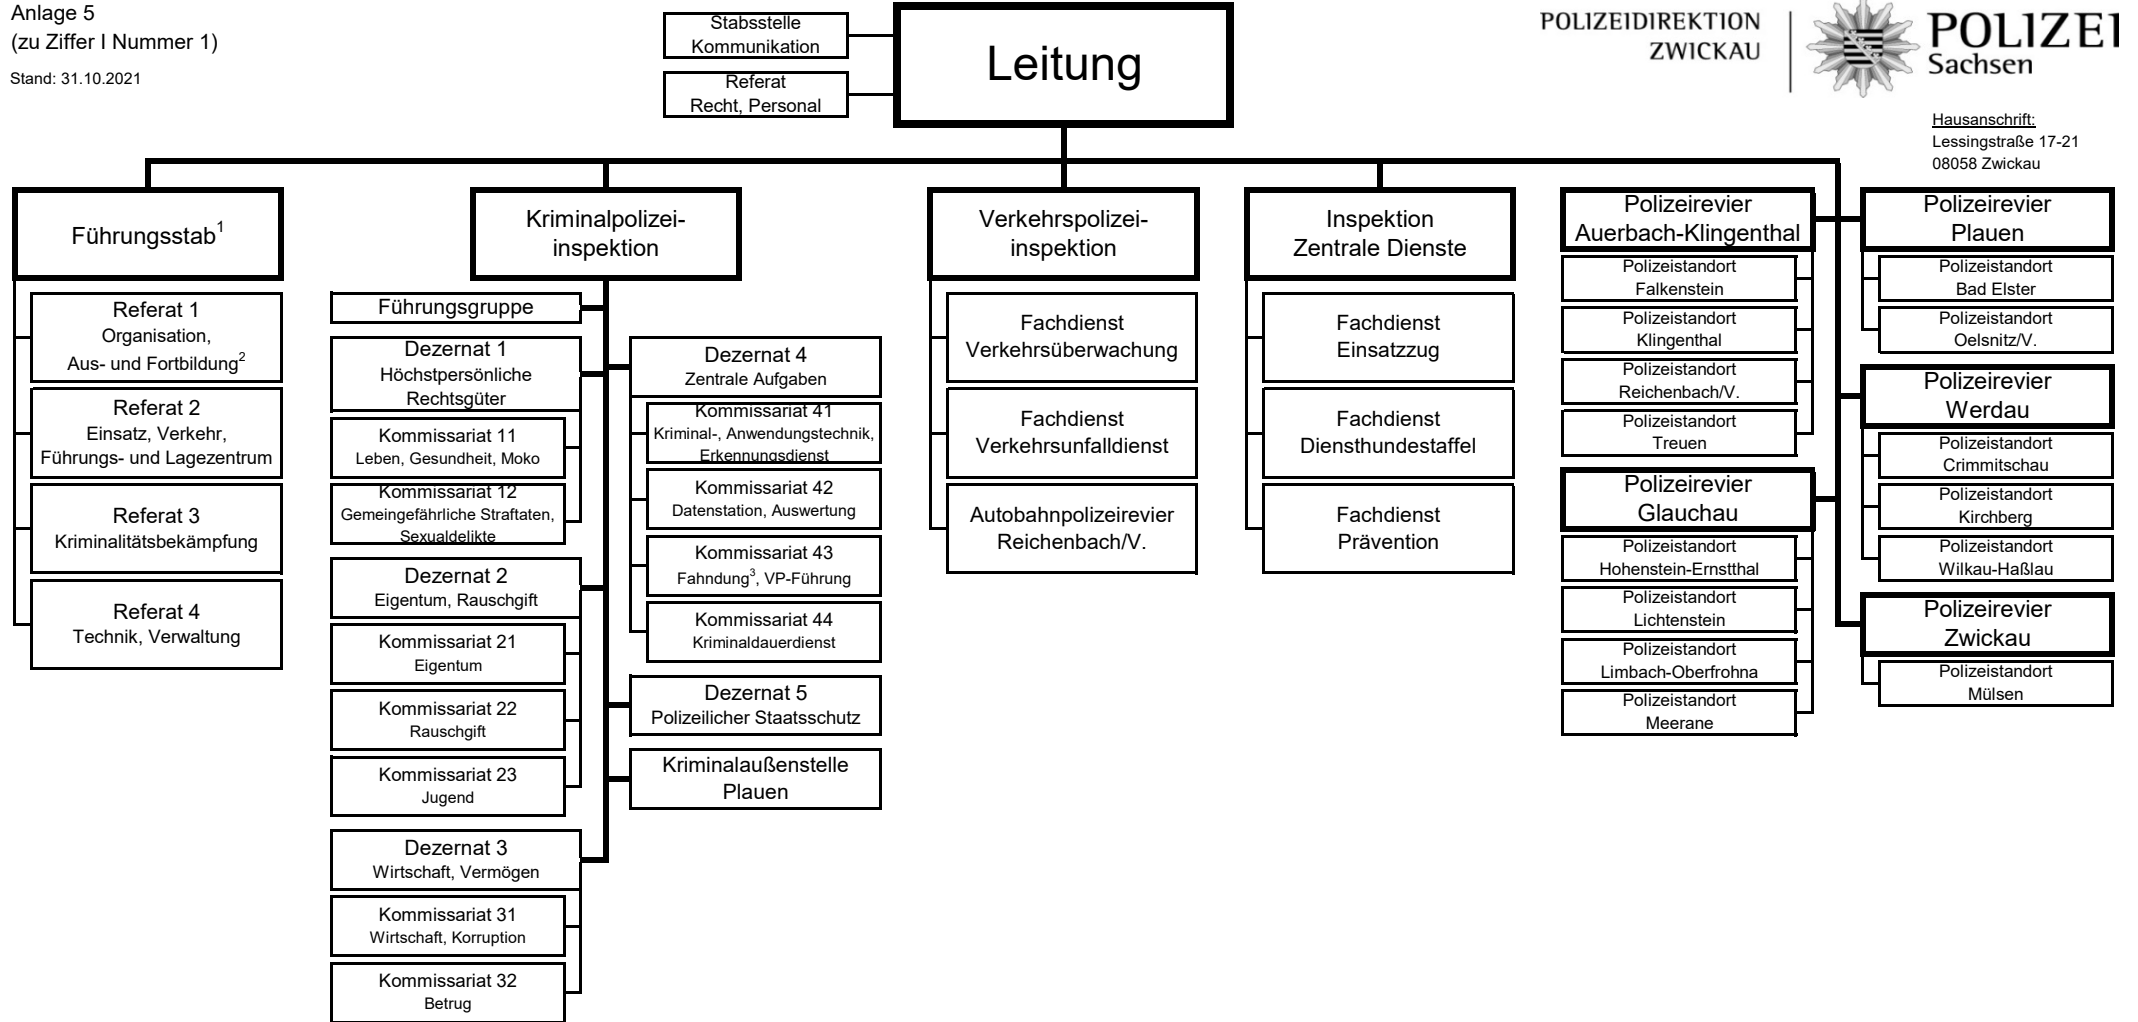 Anlage 5
(zu Ziffer I Nummer 1)
Stand: 31.10.2021
Stabsstelle
Kommunikation
Referat
Recht, Personal
Leitung
POLIZEIDIREKTION
ZWICKAU
POLIZEI
Sachsen
Hausanschrift:
Lessingstraße 17-21
08058 Zwickau
Führungsstab¹
Referat 1
Organisation,
Aus- und Fortbildung²
Referat 2
Einsatz, Verkehr,
Führungs- und Lagezentrum
Referat 3
Kriminalitätsbekämpfung
Referat 4
Technik, Verwaltung
Kriminalpolizei-
inspektion
Führungsgruppe
Dezernat 1
Höchstpersönliche
Rechtsgüter
Kommissariat 11
Leben, Gesundheit, Moko
Kommissariat 12
Gemeingefährliche Straftaten,
Sexualdelikte
Dezernat 2
Eigentum, Rauschgift
Kommissariat 21
Eigentum
Kommissariat 22
Rauschgift
Kommissariat 23
Jugend
Dezernat 3
Wirtschaft, Vermögen
Kommissariat 31
Wirtschaft, Korruption
Kommissariat 32
Betrug
Dezernat 4
Zentrale Aufgaben
Kommissariat 41
Kriminal-, Anwendungstechnik,
Erkennungsdienst
Kommissariat 42
Datenstation, Auswertung
Kommissariat 43
Fahndung³, VP-Führung
Kommissariat 44
Kriminaldauerdienst
Dezernat 5
Polizeilicher Staatsschutz
Kriminalaußenstelle
Plauen
Verkehrspolizei-
inspektion
Fachdienst
Verkehrsüberwachung
Fachdienst
Verkehrsunfalldienst
Autobahnpolizeirevier
Reichenbach/V.
Inspektion
Zentrale Dienste
Fachdienst
Einsatzzug
Fachdienst
Diensthundestaffel
Fachdienst
Prävention
Polizeirevier
Auerbach-Klingenthal
Polizeistandort
Falkenstein
Polizeistandort
Klingenthal
Polizeistandort
Reichenbach/V.
Polizeistandort
Treuen
Polizeirevier
Glauchau
Polizeistandort
Hohenstein-Ernstthal
Polizeistandort
Lichtenstein
Polizeistandort
Limbach-Oberfrohna
Polizeistandort
Meerane
Polizeirevier
Plauen
Polizeistandort
Bad Elster
Polizeistandort
Oelsnitz/V.
Polizeirevier
Werdau
Polizeistandort
Crimmitschau
Polizeistandort
Kirchberg
Polizeistandort
Wilkau-Haßlau
Polizeirevier
Zwickau
Polizeistandort
Mülsen